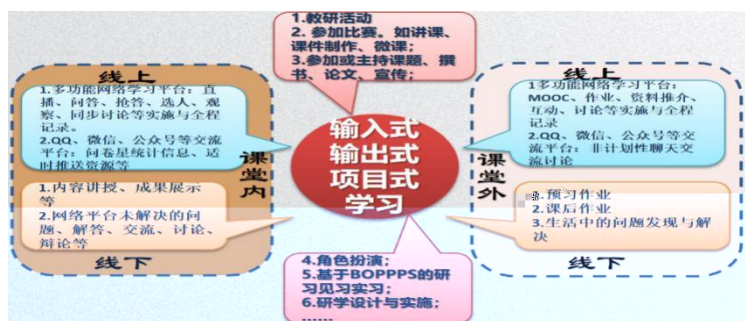 1.教研活动
2. 参加比赛。如讲课、
课件制作、微课;
3.参加或主持课题、撰
书、论文、宣传;
线上
1.多功能网络学习平台: 直
播、问答、抢答、选人、观
察、同步讨论等实施与全程
记录。
2.QQ、微信、公众号等交流
平台: 问卷星统计信息、适
时推送资源等
课堂内
1.内容讲授、成果展示
等
2.网络平台未解决的问
题、解答、交流、讨论、
辩论等
线下
输入式
输出式
项目式
学习
线上
1多功能网络学习平台:
MOOC、作业、资料推介、
互动、讨论等实施与全程
记录
2.QQ、微信、公众号等交
流平台: 非计划性聊天交
流讨论
课堂外
1.预习作业
2.课后作业
3.生活中的问题发现与解
决
线下
4.角色扮演;
5.基于BOPPPS的研
习见习实习;
6.研学设计与实施;
……